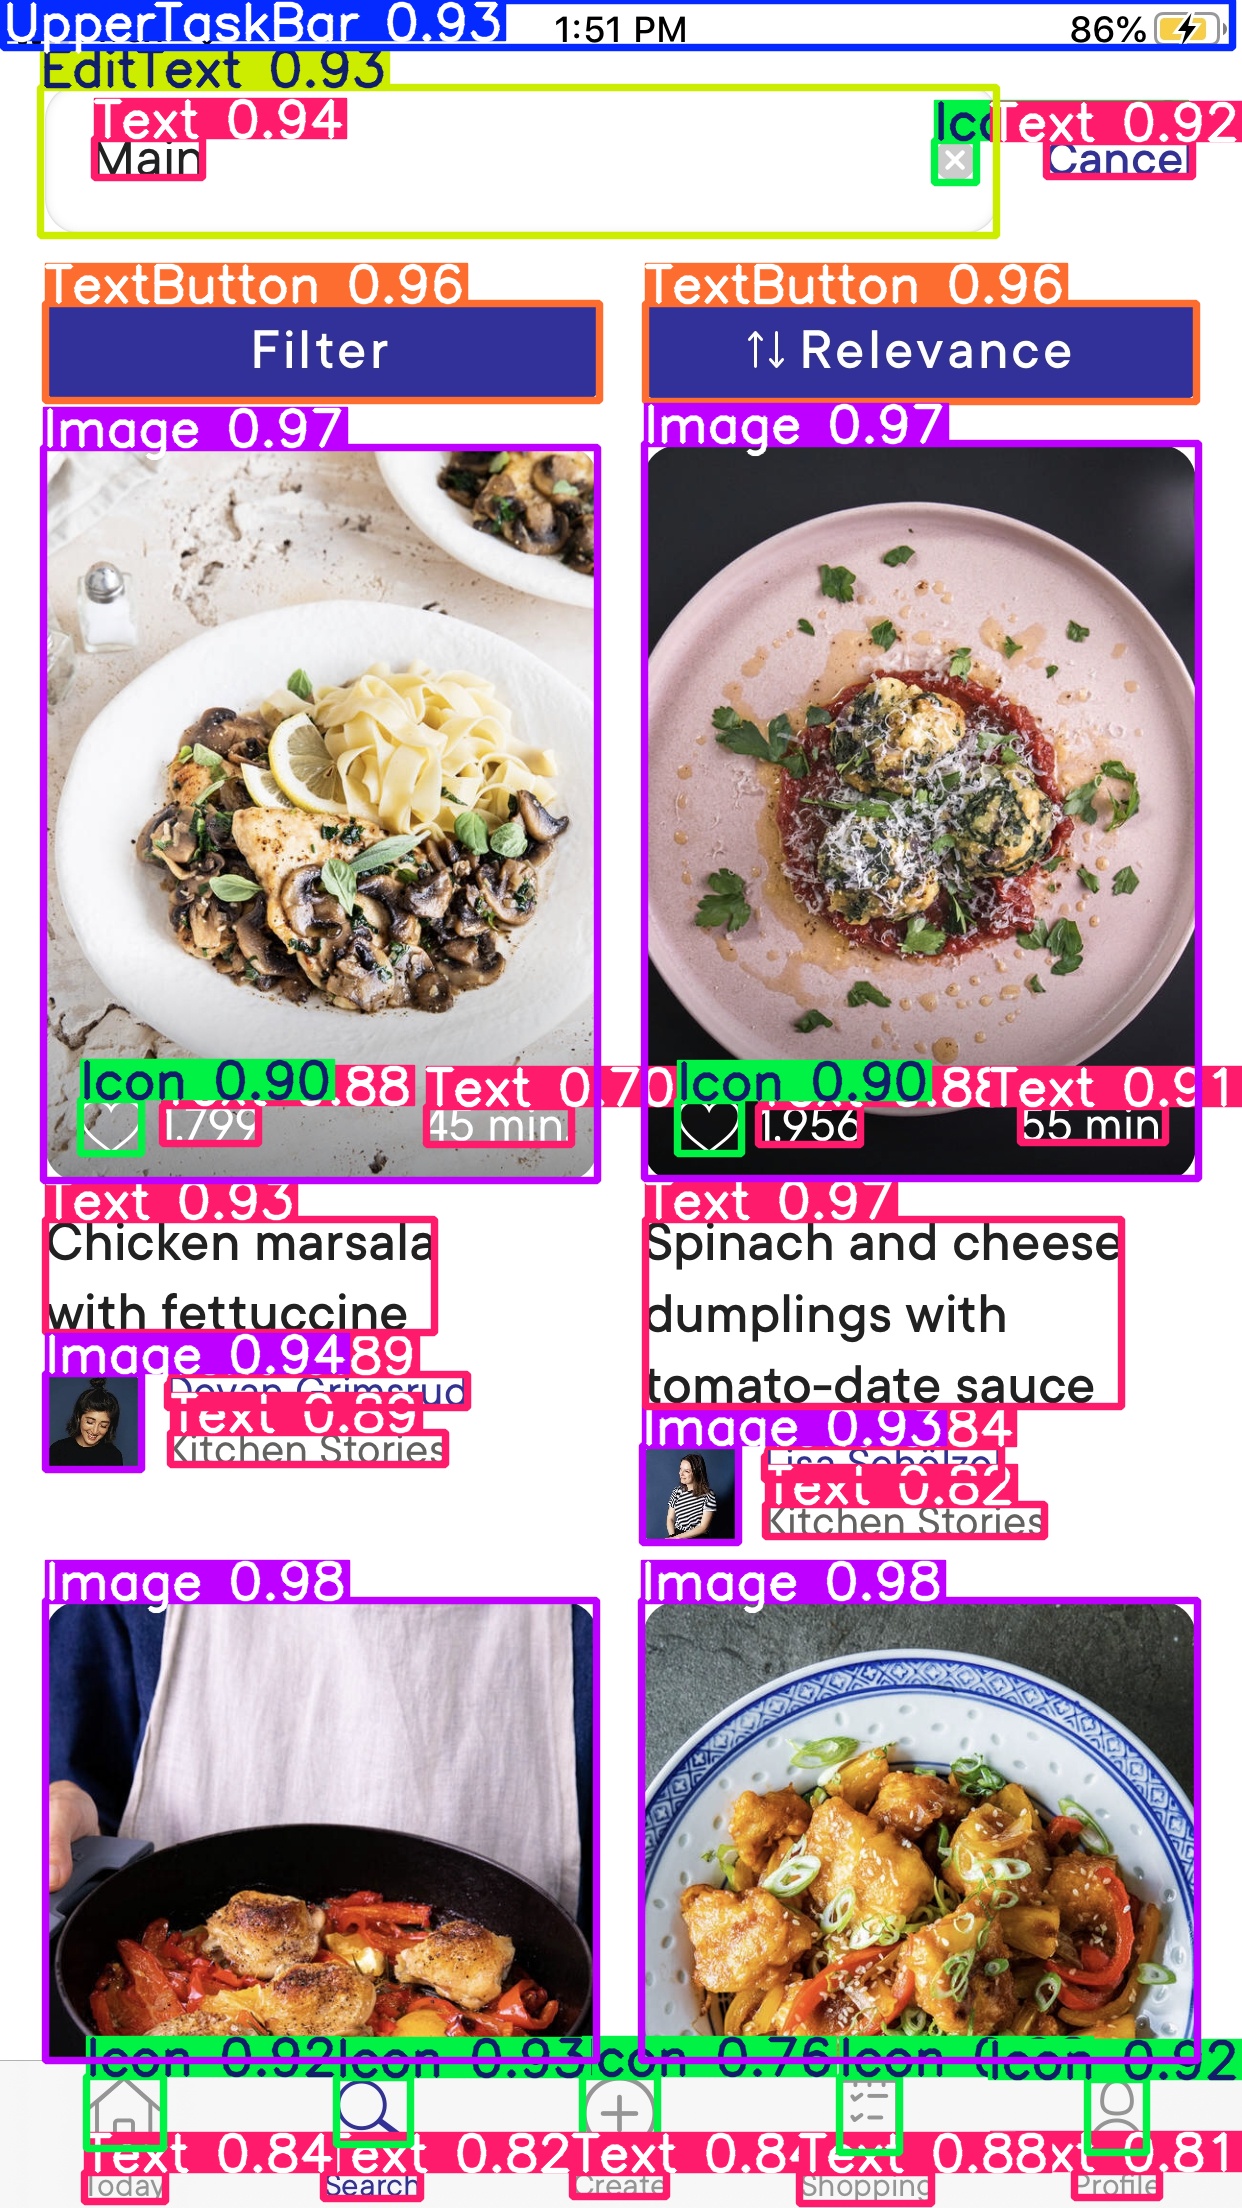 UpperTaskBar 0.93
1:51 PM
86%
EditText 0.93
Text 0.94
Text 0.92
Main
Cancel
TextButton 0.96
TextButton 0.96
Filter
↑↓ Relevance
Image 0.97
Image 0.97
Icon 0.90
.88
Text 0.70
Icon 0.90
Text 0.91
1.799
45 min.
1.956
55 min
Text 0.93
Text 0.97
Chicken marsala
with fettuccine
Spinach and cheese
dumplings with
tomato-date sauce
Image 0.94
89
Devan Grimsrud
Text 0.89
Kitchen Stories
Image 0.93
84
Lisa Schölzel
Text 0.82
Kitchen Stories
Image 0.98
Image 0.98
Icon 0.92
Icon 0.93
Icon 0.76
Icon
Icon 0.92
Text 0.84
Text 0.82
Text 0.84
Text 0.88
xt 0.81
Today
Search
Create
Shopping
Profile